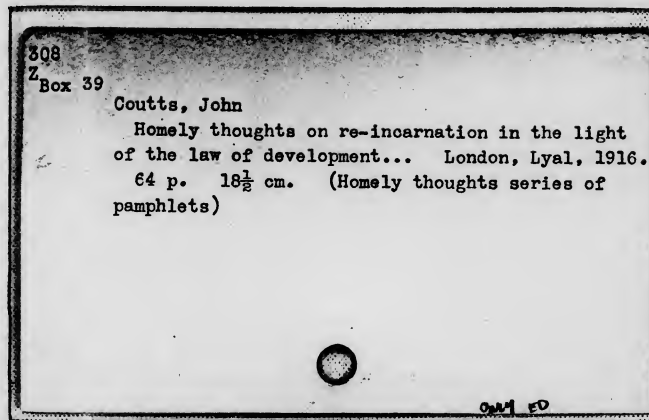 308
Z
Box 39
Coutts, John
Homely thoughts on re-incarnation in the light
of the law of development... London, Lyal, 1916.
64 p. 18½ cm. (Homely thoughts series of
pamphlets)
ED